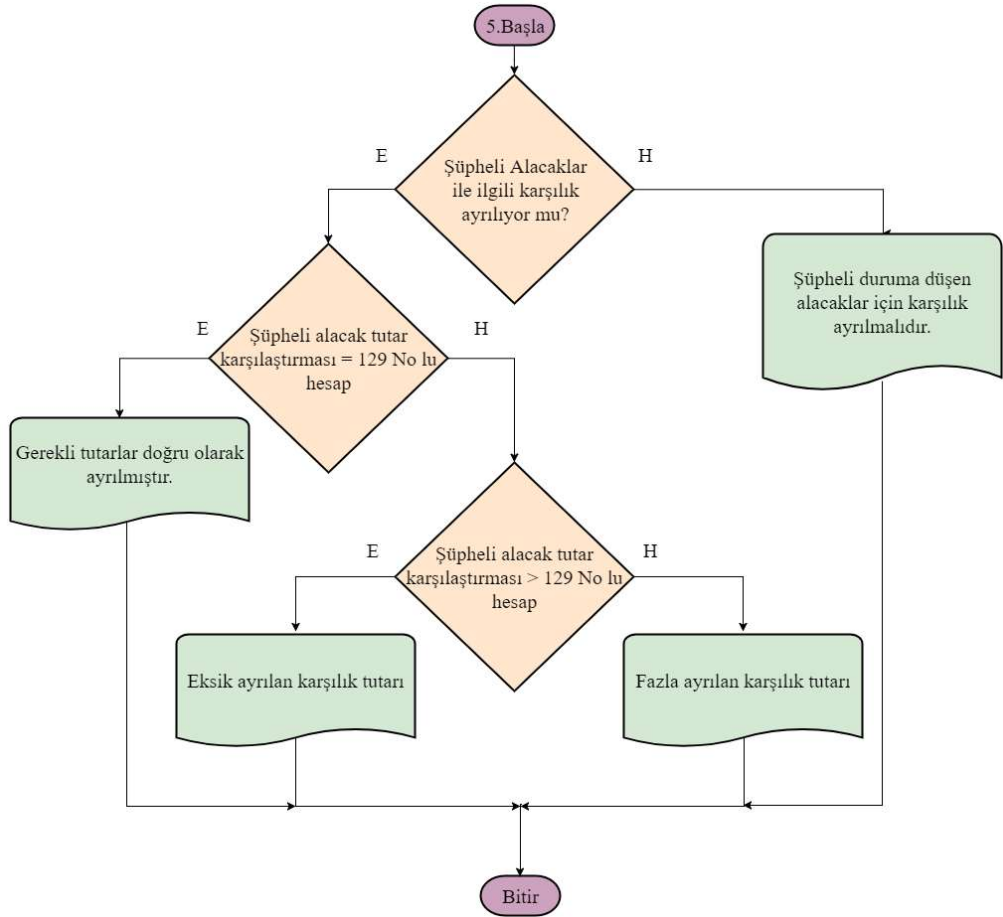 5.Başla
E
H
Şüpheli Alacaklar
ile ilgili karşılık
ayrılıyor mu?
Şüpheli duruma düşen
alacaklar için karşılık
ayrılmalıdır.
E
H
Şüpheli alacak tutar
karşılaştırması = 129 No lu
hesap
Gerekli tutarlar doğru olarak
ayrılmıştır.
E
H
Şüpheli alacak tutar
karşılaştırması > 129 No lu
hesap
Eksik ayrılan karşılık tutarı
Fazla ayrılan karşılık tutarı
Bitir